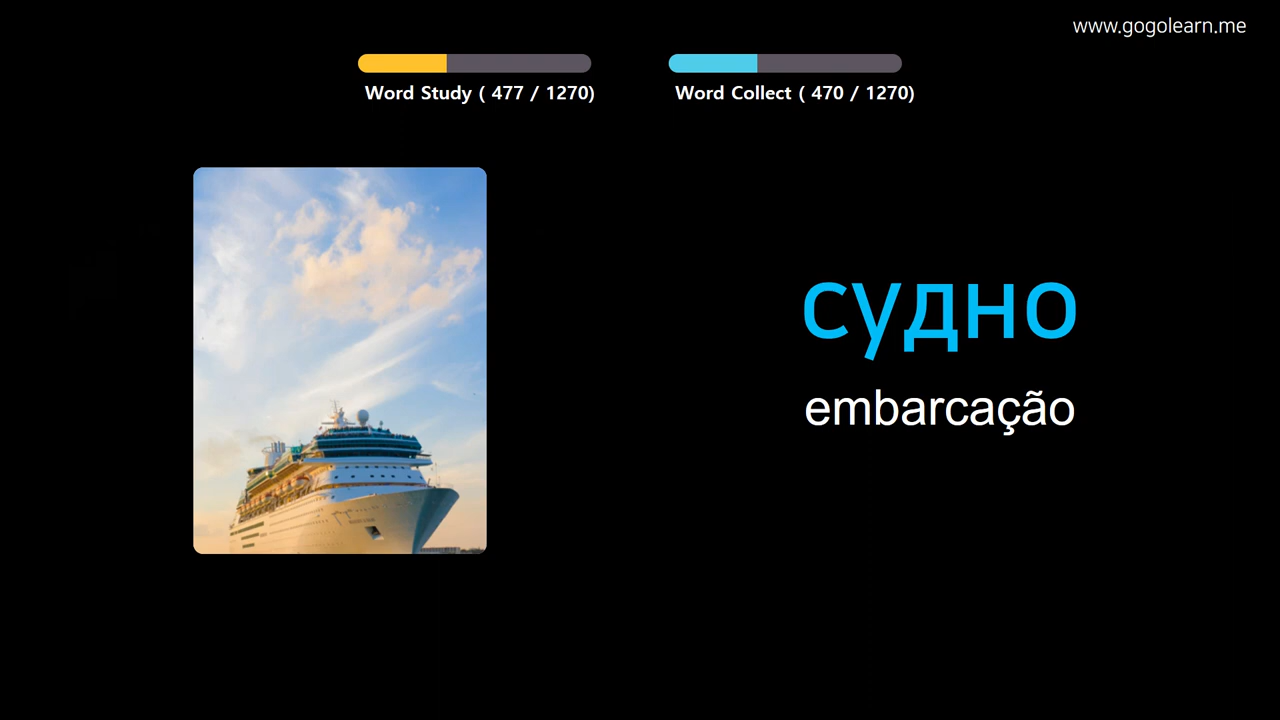 www.gogolearn.me
Word Study ( 477 / 1270)
Word Collect ( 470 / 1270)
судно
embarcação